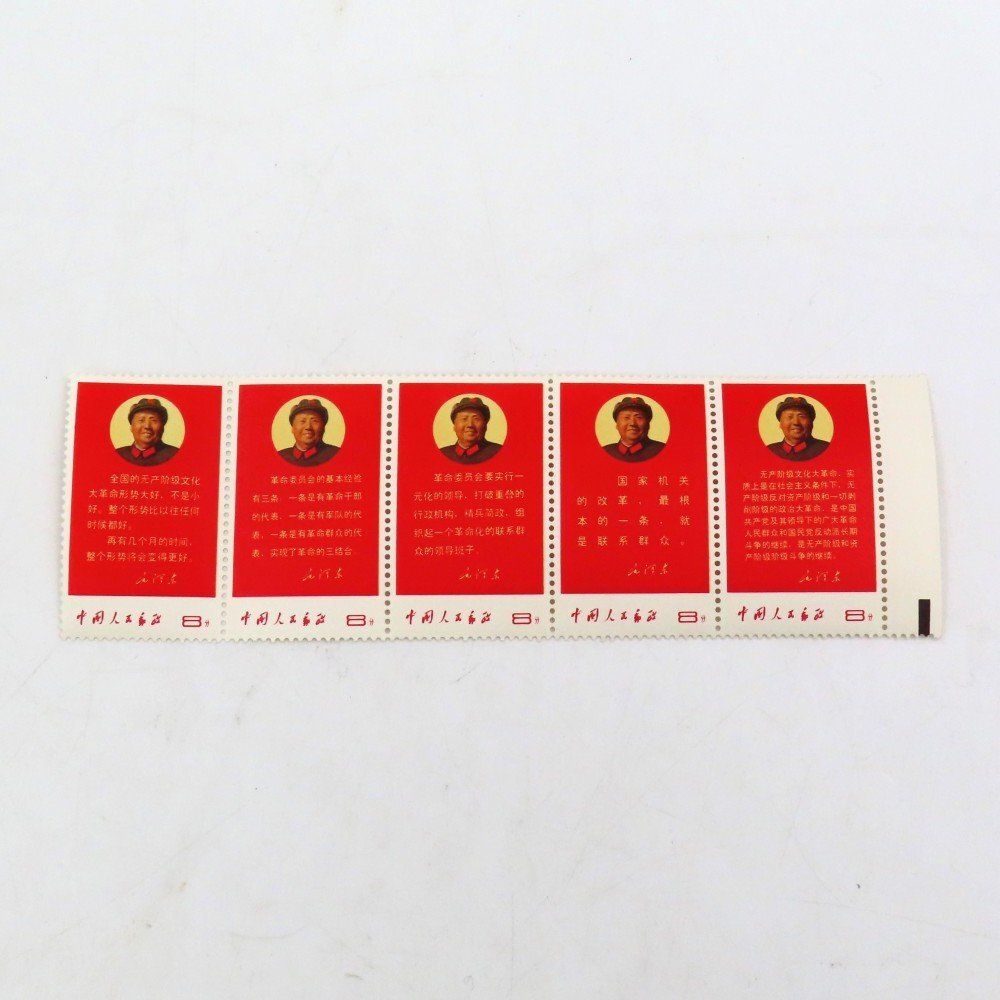 全国的无产阶级文化
大革命形势大好，不是小
好。整个形势比以往任何
时候都好。
再有几个月的时间，
整个形势将会变得更好。
毛泽东
中国人民邮政 8分
革命委员会的基本经验
有三条：一条是有革命干部
的代表，一条是有军队的代
表，一条是有革命群众的代
表，实现了革命的三结合。
毛泽东
中国人民邮政 8分
革命委员会要实行一
元化的领导，打破重叠的
行政机构，精兵简政，组
织起一个革命化的联系群
众的领导班子。
毛泽东
中国人民邮政 8分
国家机关
的改革，最根
本的一条，就
是联系群众。
毛泽东
中国人民邮政 8分
无产阶级文化大革命，实
质上是在社会主义条件下，无
产阶级反对资产阶级和一切剥
削阶级的政治大革命，是中国
共产党及其领导下的广大革命
人民群众和国民党反动派长期
斗争的继续，是无产阶级和资
产阶级阶级斗争的继续。
毛泽东
中国人民邮政 8分